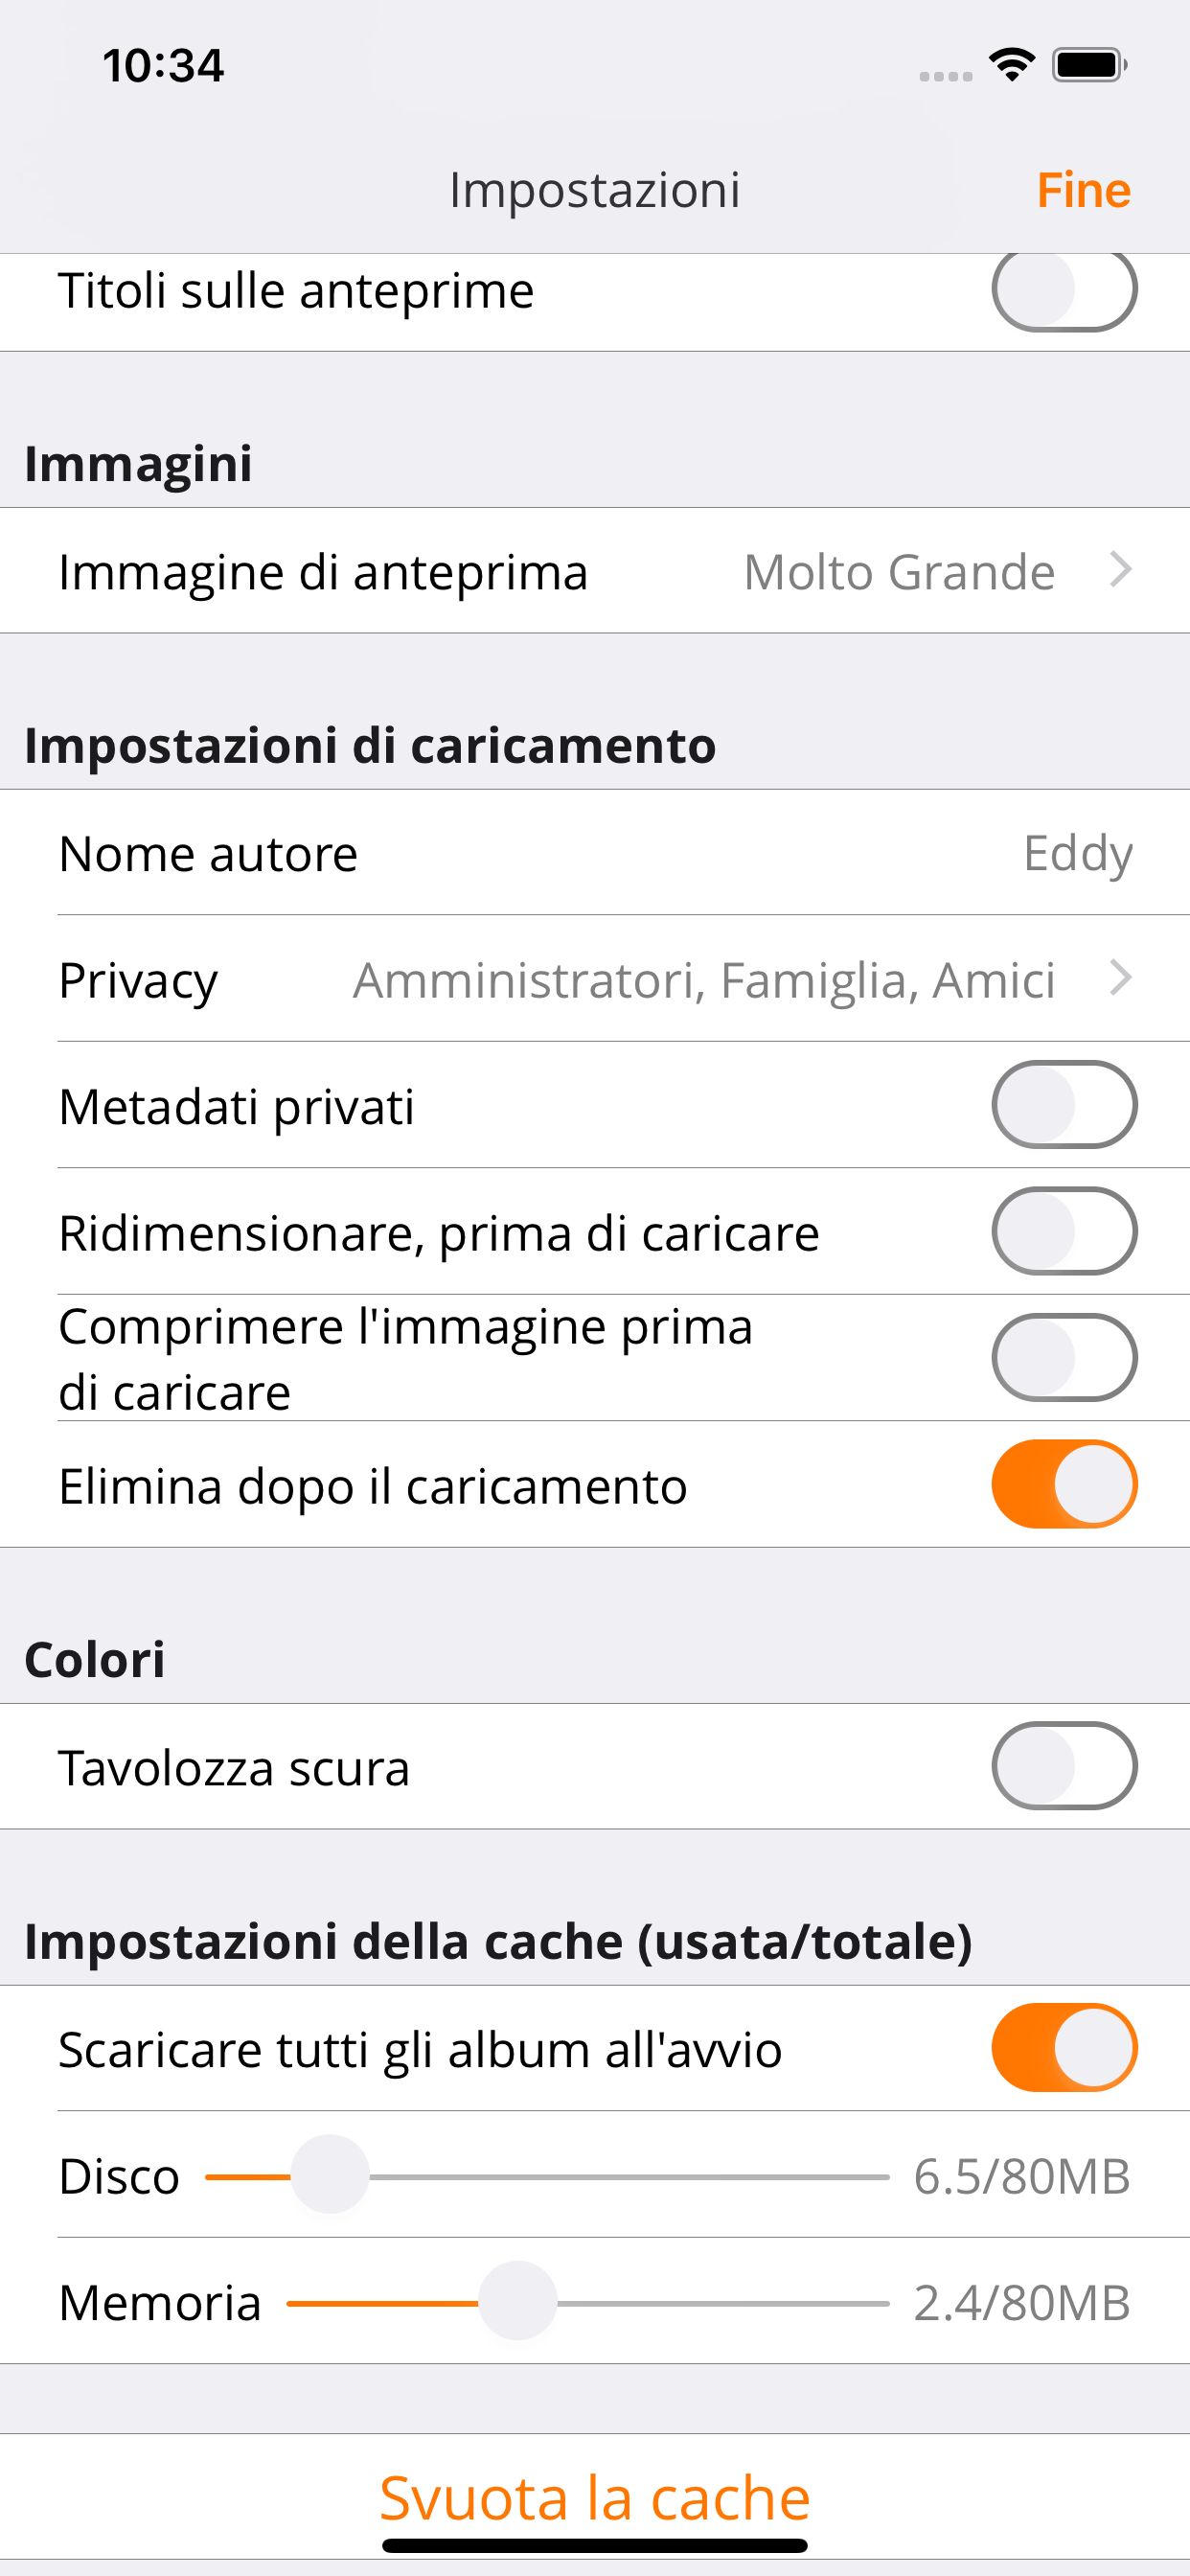 10:34
Impostazioni
Fine
Titoli sulle anteprime
Immagini
Immagine di anteprima Molto Grande
Impostazioni di caricamento
Nome autore Eddy
Privacy Amministratori, Famiglia, Amici
Metadati privati
Ridimensionare, prima di caricare
Comprimere l'immagine prima
di caricare
Elimina dopo il caricamento
Colori
Tavolozza scura
Impostazioni della cache (usata/totale)
Scaricare tutti gli album all'avvio
Disco 6.5/80MB
Memoria 2.4/80MB
Svuota la cache